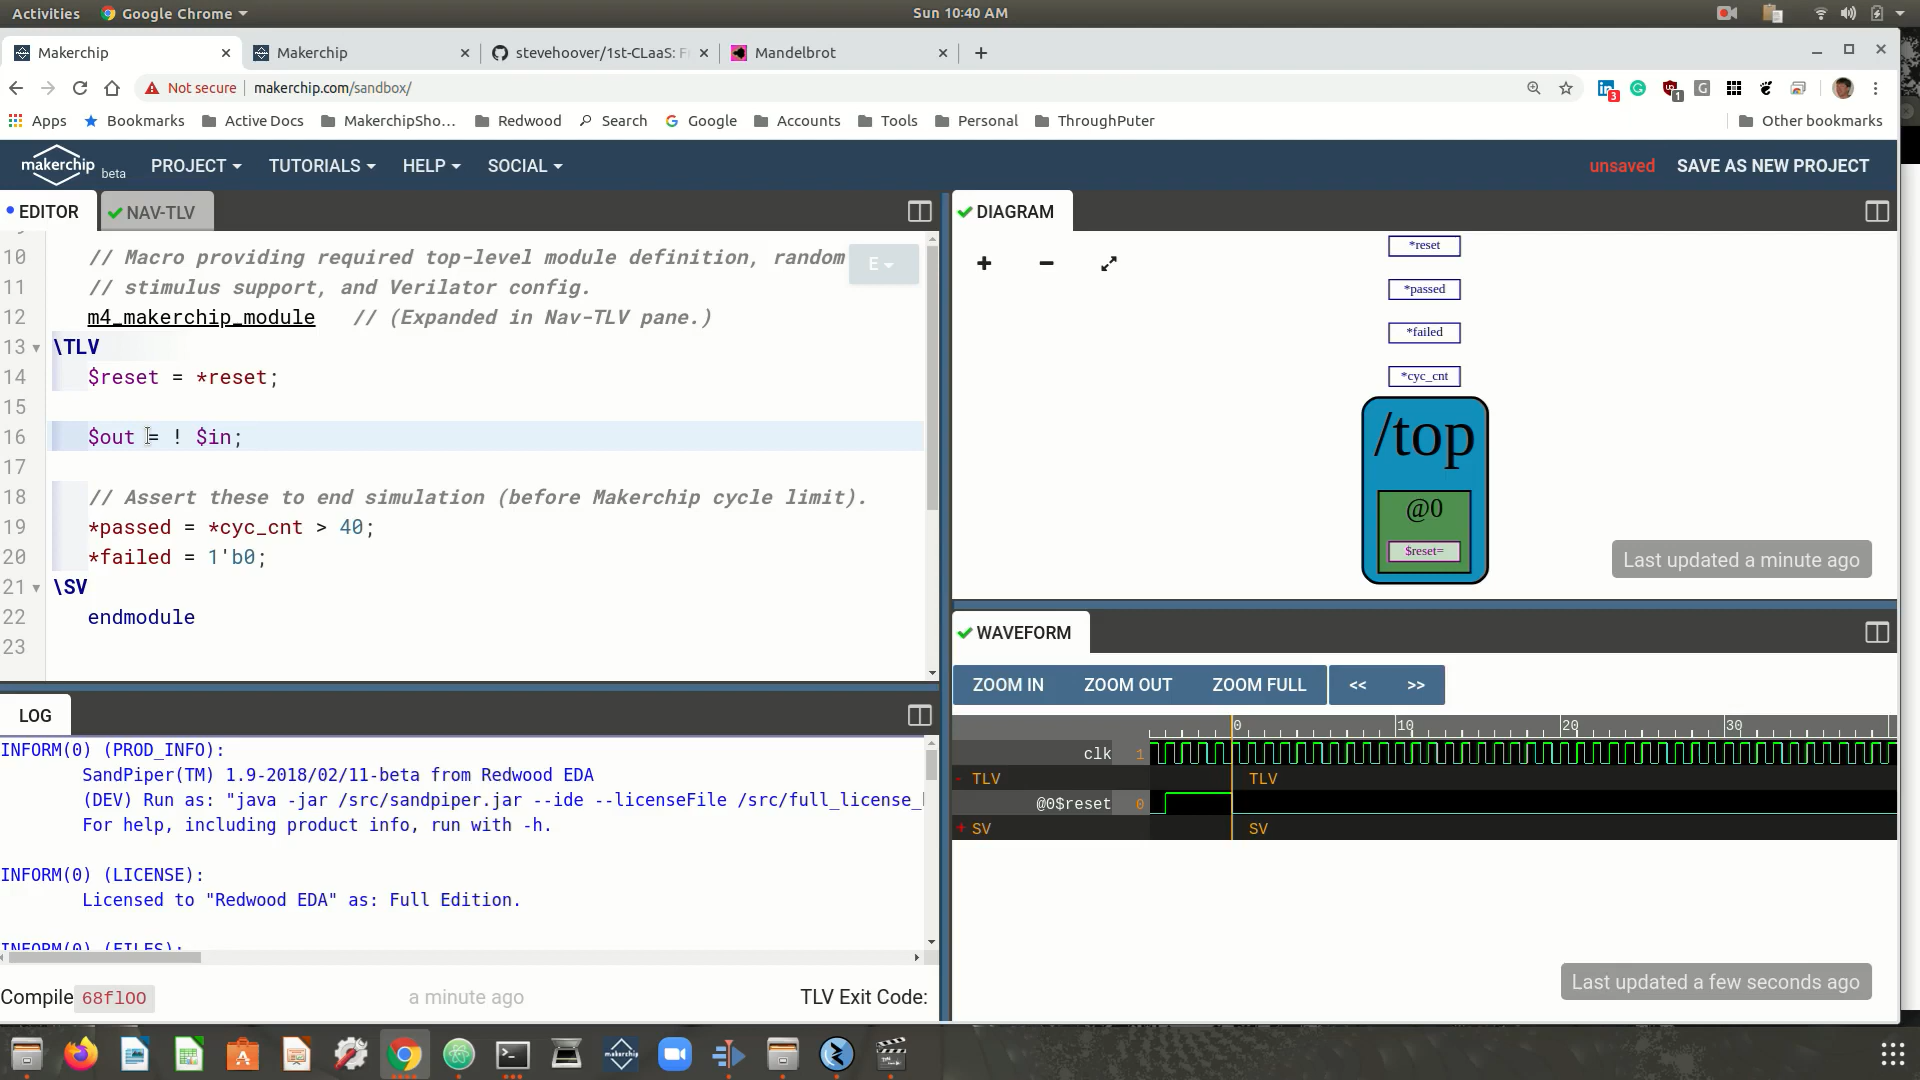 Activities
Google Chrome
Sun 10:40 AM
Makerchip
Makerchip
stevehoover/1st-CLaaS: Fr
Mandelbrot
Not secure
makerchip.com/sandbox/
3
1
Apps
Bookmarks
Active Docs
MakerchipSho...
Redwood
Search
Google
Accounts
Tools
Personal
ThroughPuter
Other bookmarks
makerchip beta
PROJECT
TUTORIALS
HELP
SOCIAL
unsaved
SAVE AS NEW PROJECT
EDITOR
NAV-TLV
E
10 // Macro providing required top-level module definition, random
11 // stimulus support, and Verilator config.
12 m4_makerchip_module // (Expanded in Nav-TLV pane.)
13 \TLV
14 $reset = *reset;
15
16 $out = ! $in;
17
18 // Assert these to end simulation (before Makerchip cycle limit).
19 *passed = *cyc_cnt > 40;
20 *failed = 1'b0;
21 \SV
22 endmodule
23
LOG
INFORM(0) (PROD_INFO):
SandPiper(TM) 1.9-2018/02/11-beta from Redwood EDA
(DEV) Run as: "java -jar /src/sandpiper.jar --ide --licenseFile /src/full_license_
For help, including product info, run with -h.
INFORM(0) (LICENSE):
Licensed to "Redwood EDA" as: Full Edition.
INFORM(0) (FILES):
Compile 68flOO
a minute ago
TLV Exit Code:
DIAGRAM
*reset
*passed
*failed
*cyc_cnt
/top
@0
$reset=
Last updated a minute ago
WAVEFORM
ZOOM IN
ZOOM OUT
ZOOM FULL
<<
>>
0 10 20 30
clk 1
- TLV TLV
@0$reset 0
+ SV SV
Last updated a few seconds ago